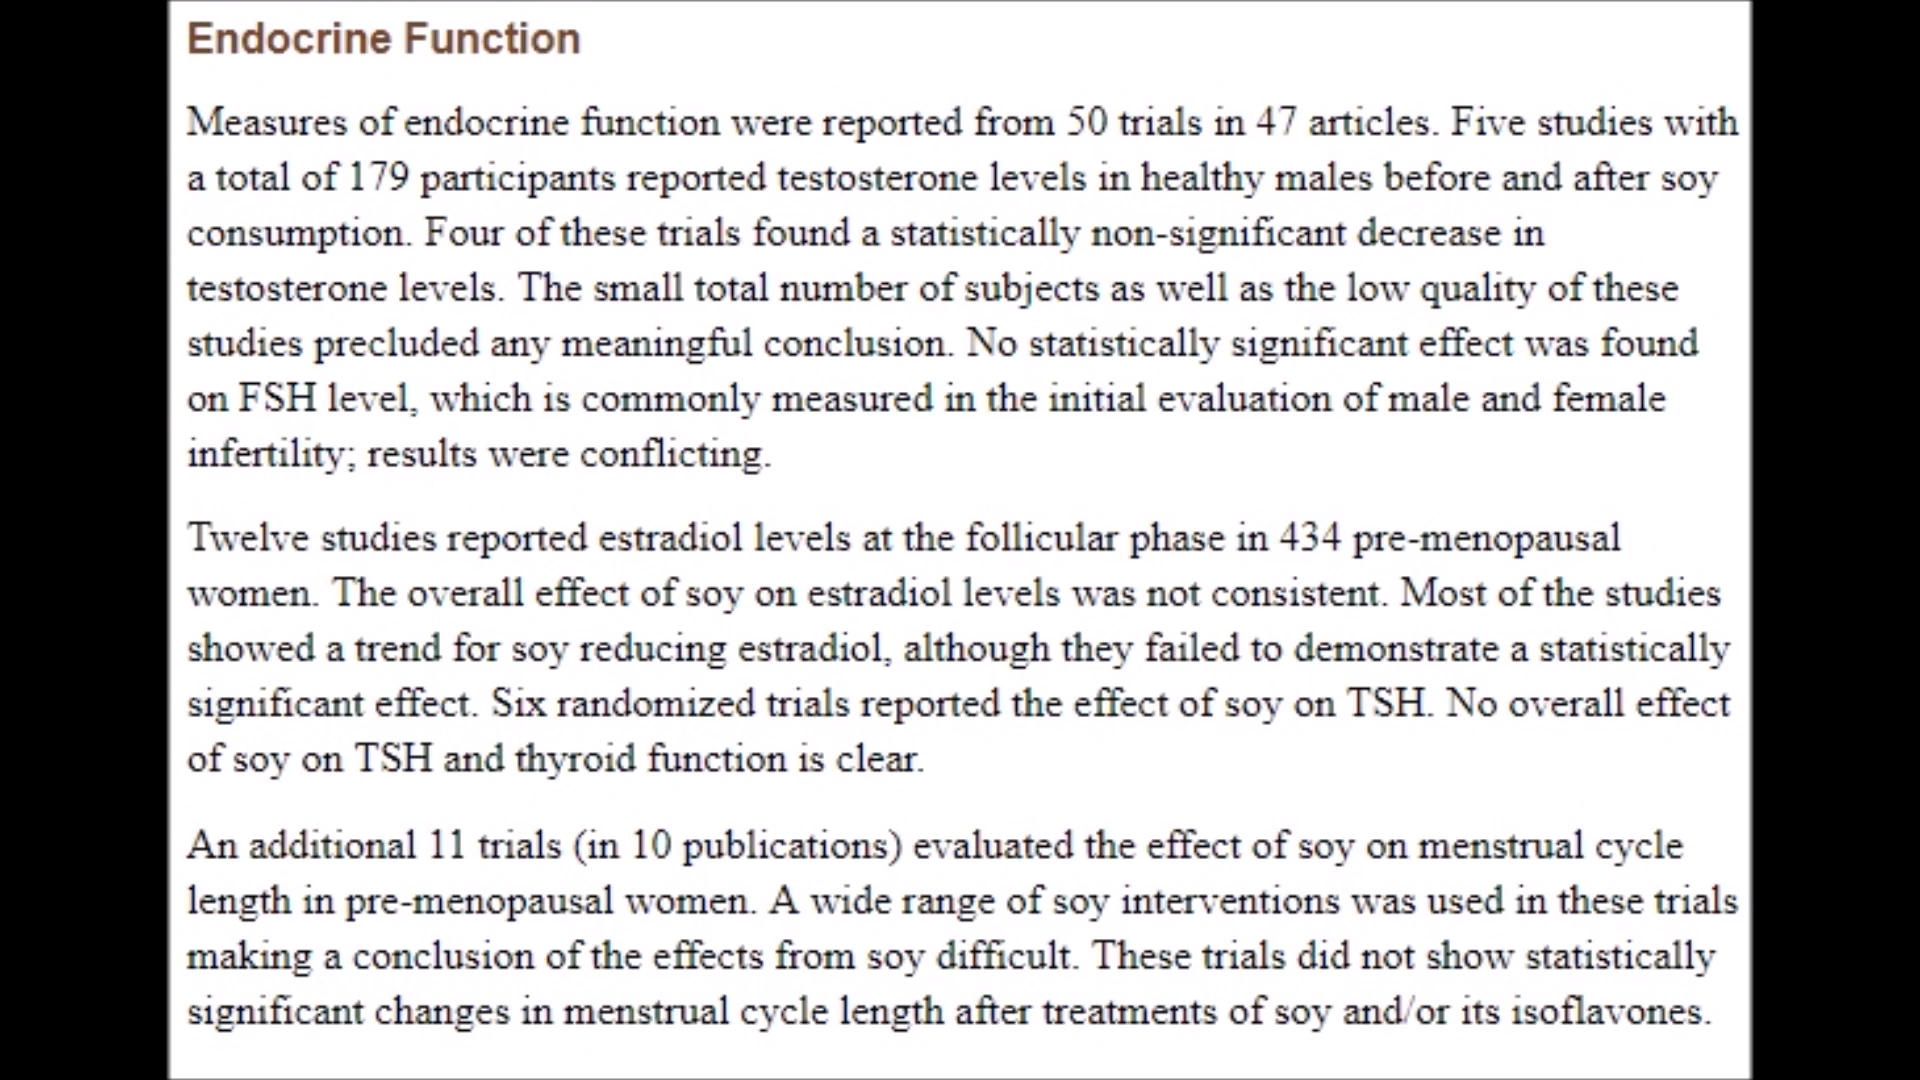 Endocrine Function
Measures of endocrine function were reported from 50 trials in 47 articles. Five studies with
a total of 179 participants reported testosterone levels in healthy males before and after soy
consumption. Four of these trials found a statistically non-significant decrease in
testosterone levels. The small total number of subjects as well as the low quality of these
studies precluded any meaningful conclusion. No statistically significant effect was found
on FSH level, which is commonly measured in the initial evaluation of male and female
infertility; results were conflicting.
Twelve studies reported estradiol levels at the follicular phase in 434 pre-menopausal
women. The overall effect of soy on estradiol levels was not consistent. Most of the studies
showed a trend for soy reducing estradiol, although they failed to demonstrate a statistically
significant effect. Six randomized trials reported the effect of soy on TSH. No overall effect
of soy on TSH and thyroid function is clear.
An additional 11 trials (in 10 publications) evaluated the effect of soy on menstrual cycle
length in pre-menopausal women. A wide range of soy interventions was used in these trials
making a conclusion of the effects from soy difficult. These trials did not show statistically
significant changes in menstrual cycle length after treatments of soy and/or its isoflavones.